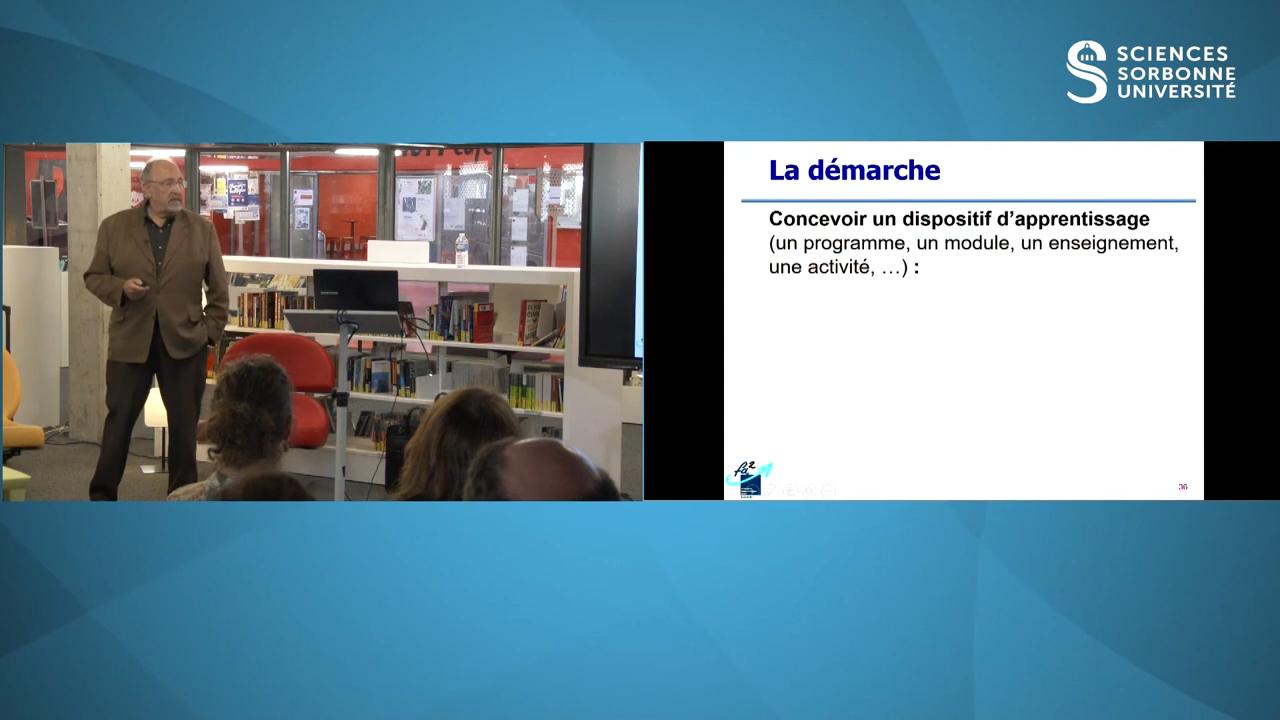 SCIENCES
SORBONNE
UNIVERSITÉ
La démarche
Concevoir un dispositif d’apprentissage
(un programme, un module, un enseignement,
une activité, …) :
36